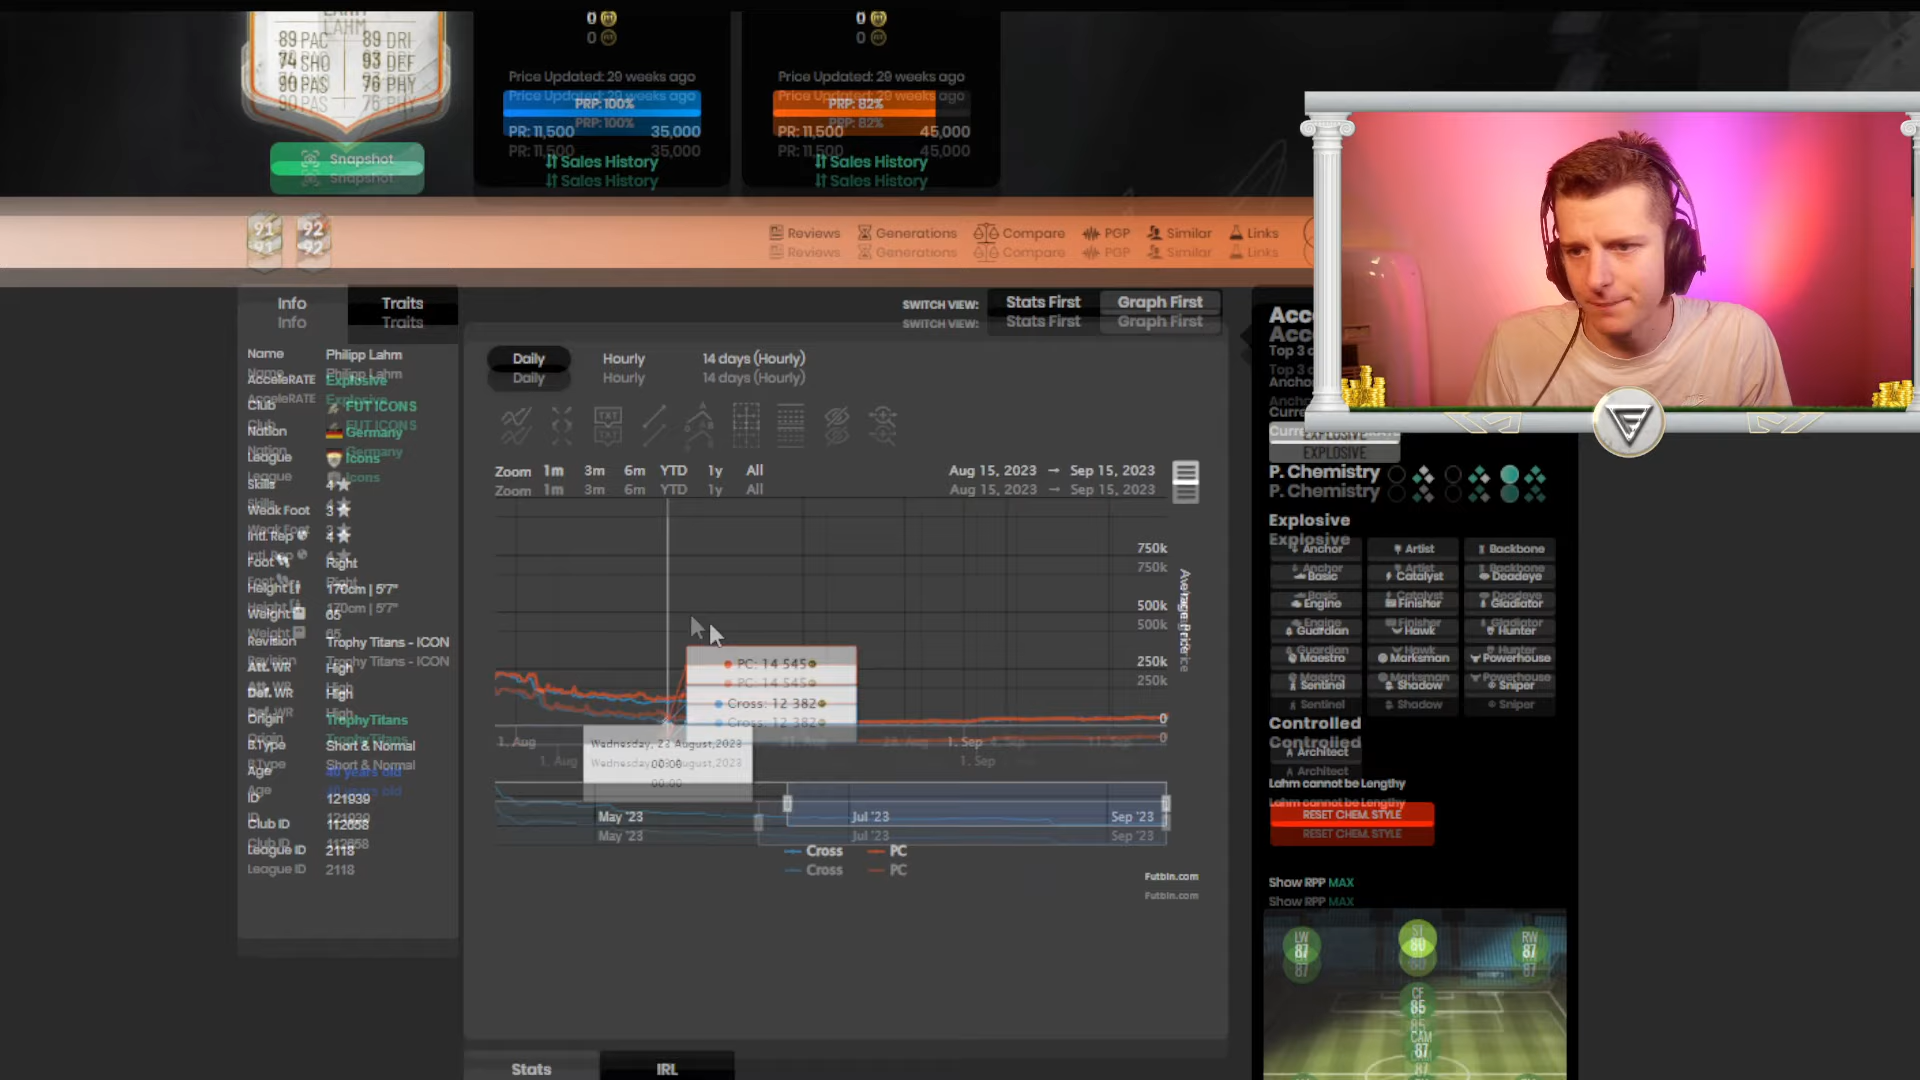 LAHM
89 PAC 89 DRI
74 SHO 93 DEF
90 PAS 76 PHY
Snapshot
0
0
Price Updated: 29 weeks ago
PRP: 100%
PR: 11,500 35,000
Sales History
0
0
Price Updated: 29 weeks ago
PRP: 82%
PR: 11,500 45,000
Sales History
91 92
Reviews Generations Compare PGP Similar Links
Info Traits
SWITCH VIEW: Stats First Graph First
Name Philipp Lahm
AcceleRATE Explosive
Club FUT ICONS
Nation Germany
League Icons
Skills 4
Weak Foot 3
Intl. Rep 4
Foot Right
Height 170cm | 5'7"
Weight 65
Revision Trophy Titans - ICON
Att. WR High
Def. WR High
Origin TrophyTitans
B.Type Short & Normal
Age 40 years old
ID 121939
Club ID 112658
League ID 2118
Daily Hourly 14 days (Hourly)
TXT
Zoom 1m 3m 6m YTD 1y All
Aug 15, 2023 → Sep 15, 2023
750k
500k
250k
0
Average Price
PC: 14 545
Cross: 12 382
1. Aug 1. Sep
Wednesday, 23 August, 2023
00:00
May '23 Jul '23 Sep '23
Cross PC
Futbin.com
Stats IRL
EXPLOSIVE
P. Chemistry
Explosive
Anchor Artist Backbone
Basic Catalyst Deadeye
Engine Finisher Gladiator
Guardian Hawk Hunter
Maestro Marksman Powerhouse
Sentinel Shadow Sniper
Controlled
Architect
Lahm cannot be Lengthy
RESET CHEM. STYLE
Show RPP MAX
LW
87
ST
80
RW
87
CF
85
CAM
87